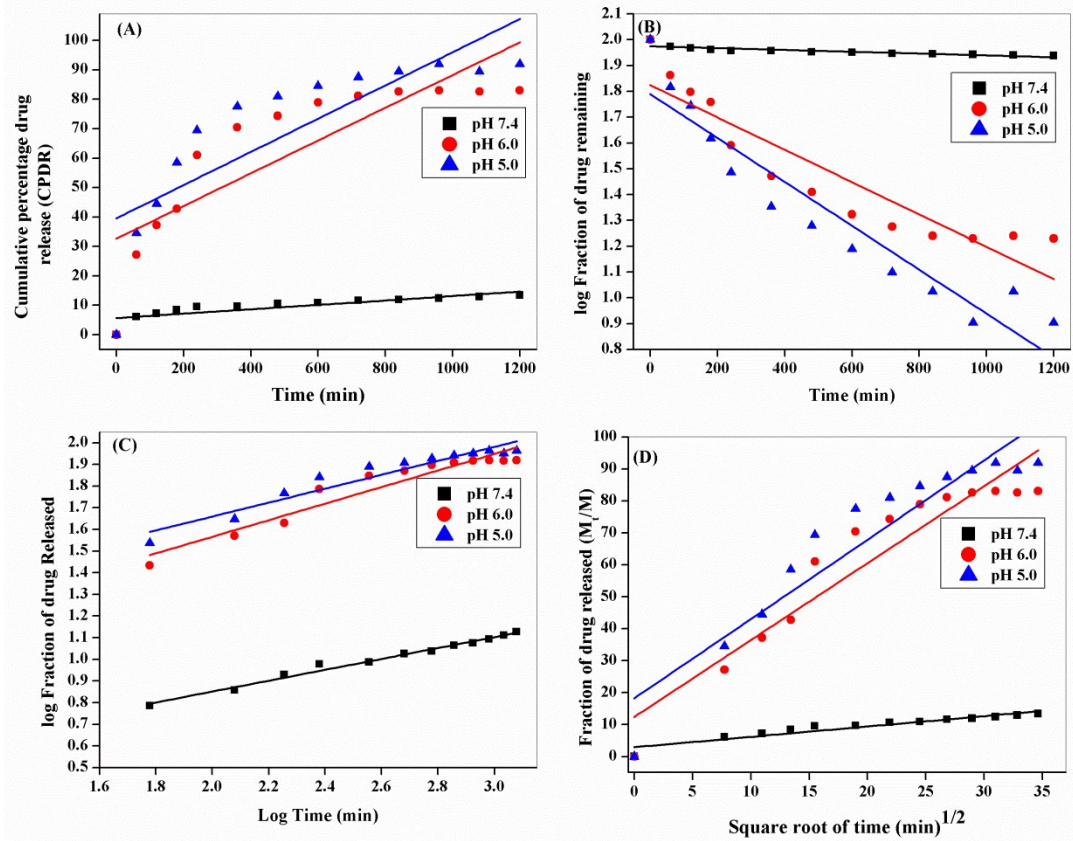 (A)
Cumulative percentage drug
release (CPDR)
100
90
80
70
60
50
40
30
20
10
0
pH 7.4
pH 6.0
pH 5.0
0 200 400 600 800 1000 1200
Time (min)
(B)
log Fraction of drug remaining
2.1
2.0
1.9
1.8
1.7
1.6
1.5
1.4
1.3
1.2
1.1
1.0
0.9
0.8
pH 7.4
pH 6.0
pH 5.0
0 200 400 600 800 1000 1200
Time (min)
(C)
log Fraction of drug Released
2.0
1.9
1.8
1.7
1.6
1.5
1.4
1.3
1.2
1.1
1.0
0.9
0.8
0.7
0.6
0.5
pH 7.4
pH 6.0
pH 5.0
1.6 1.8 2.0 2.2 2.4 2.6 2.8 3.0
Log Time (min)
(D)
Fraction of drug released (Mt/M)
100
90
80
70
60
50
40
30
20
10
0
pH 7.4
pH 6.0
pH 5.0
0 5 10 15 20 25 30 35
Square root of time (min)1/2